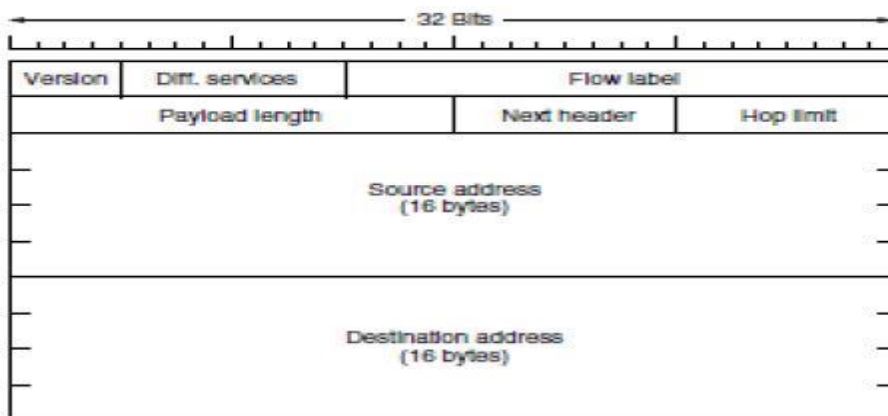 32 Bits
Version Diff. services Flow label
Payload length Next header Hop limit
Source address
(16 bytes)
Destination address
(16 bytes)